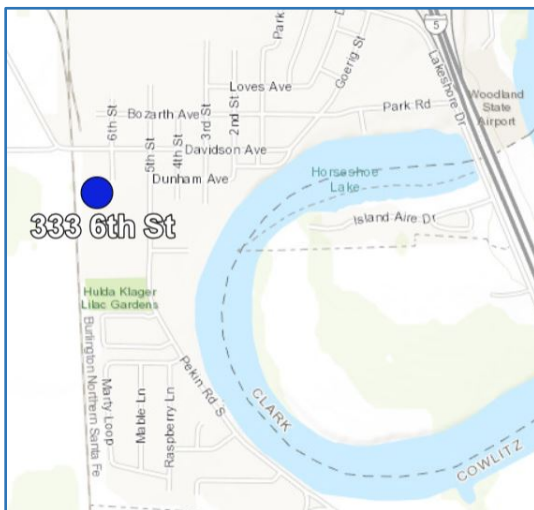 Park
D
5
Goerig St
Lakeshore Dr
Loves Ave
Woodland
State
Airport
6th St
Bozarth Ave
3rd St
2nd St
Park Rd
5th St
4th St
Davidson Ave
Dunham Ave
Horseshoe
Lake
333 6th St
Island Aire Dr
Hulda Klager
Lilac Gardens
Burlington Northern Santa Fe
Pekin Rd S
Marty Loop
Mable Ln
Raspberry Ln
CLARK
COWLITZ